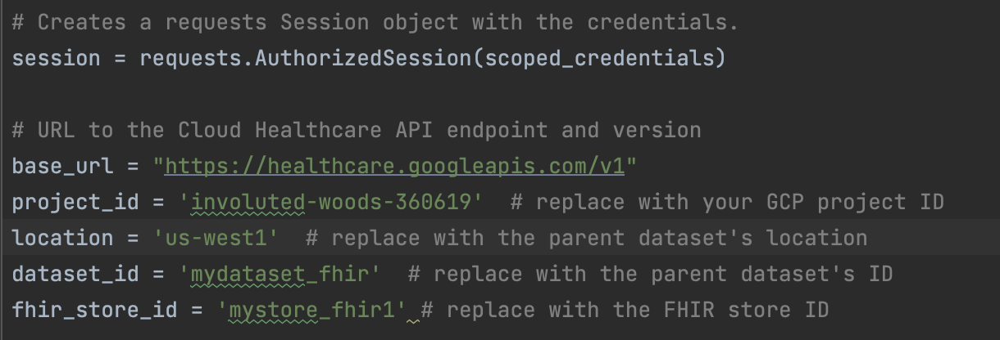 # Creates a requests Session object with the credentials.
session = requests.AuthorizedSession(scoped_credentials)
# URL to the Cloud Healthcare API endpoint and version
base_url = "https://healthcare.googleapis.com/v1"
project_id = 'involuted-woods-360619'  # replace with your GCP project ID
location = 'us-west1'  # replace with the parent dataset's location
dataset_id = 'mydataset_fhir'  # replace with the parent dataset's ID
fhir_store_id = 'mystore_fhir1' # replace with the FHIR store ID